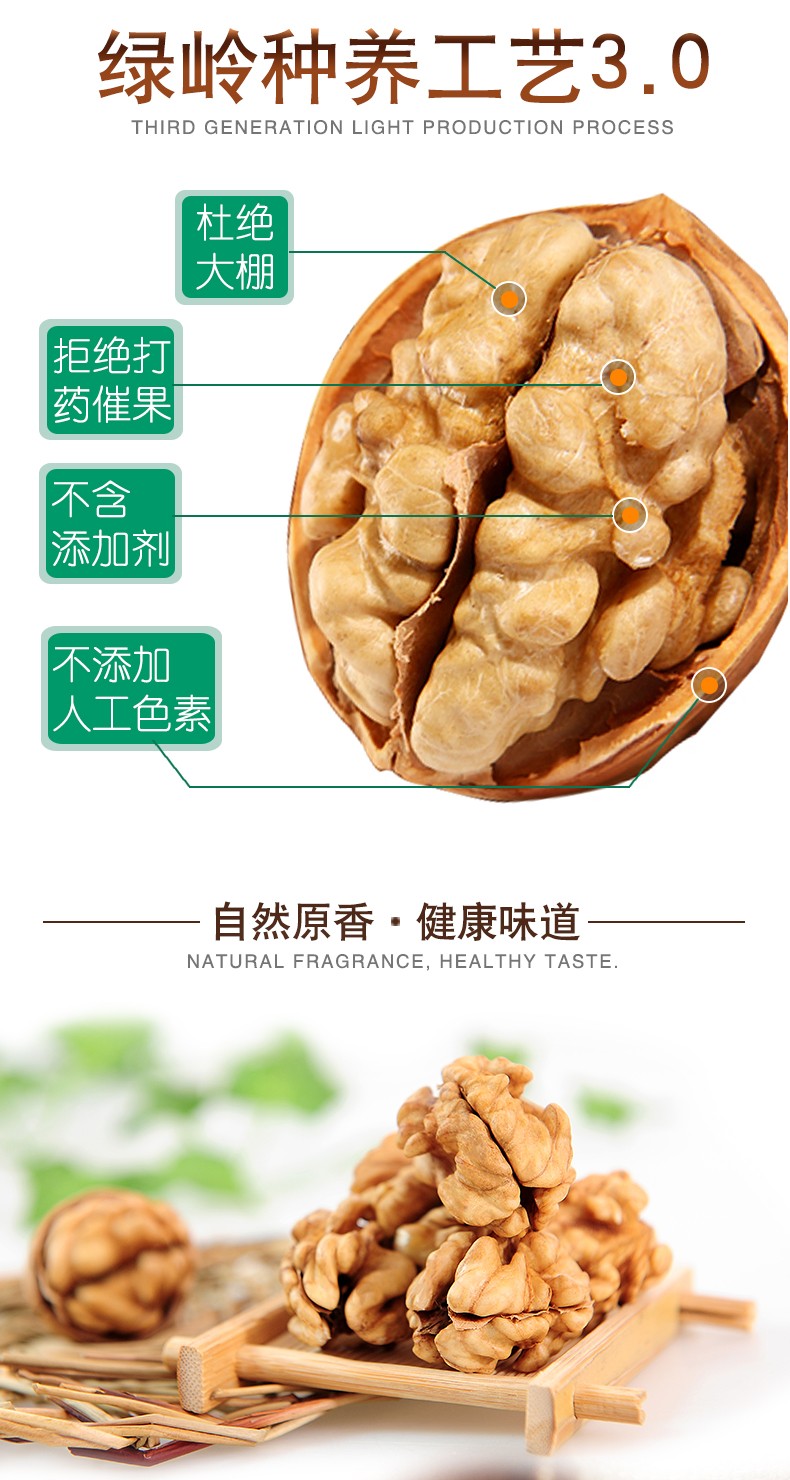 绿岭种养工艺3.0
THIRD GENERATION LIGHT PRODUCTION PROCESS
杜绝
大棚
拒绝打
药催果
不含
添加剂
不添加
人工色素
自然原香·健康味道
NATURAL FRAGRANCE, HEALTHY TASTE.